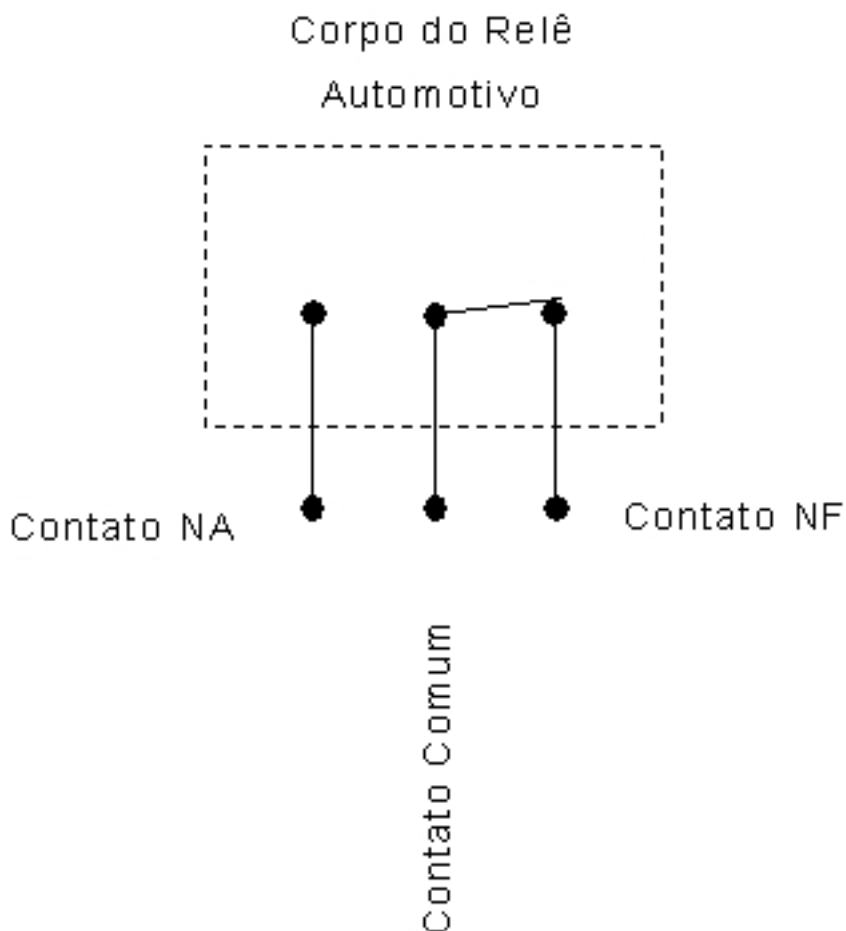 Corpo do Relê
Automotivo
Contato NA
Contato NF
Contato Comum